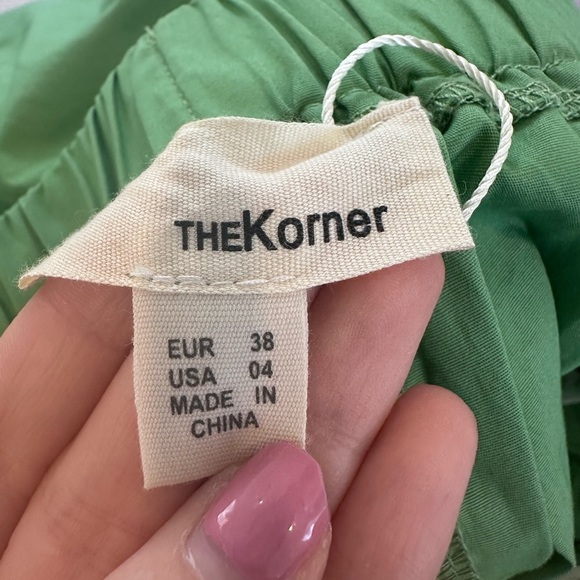 THEKorner
EUR 38
USA 04
MADE IN
CHINA